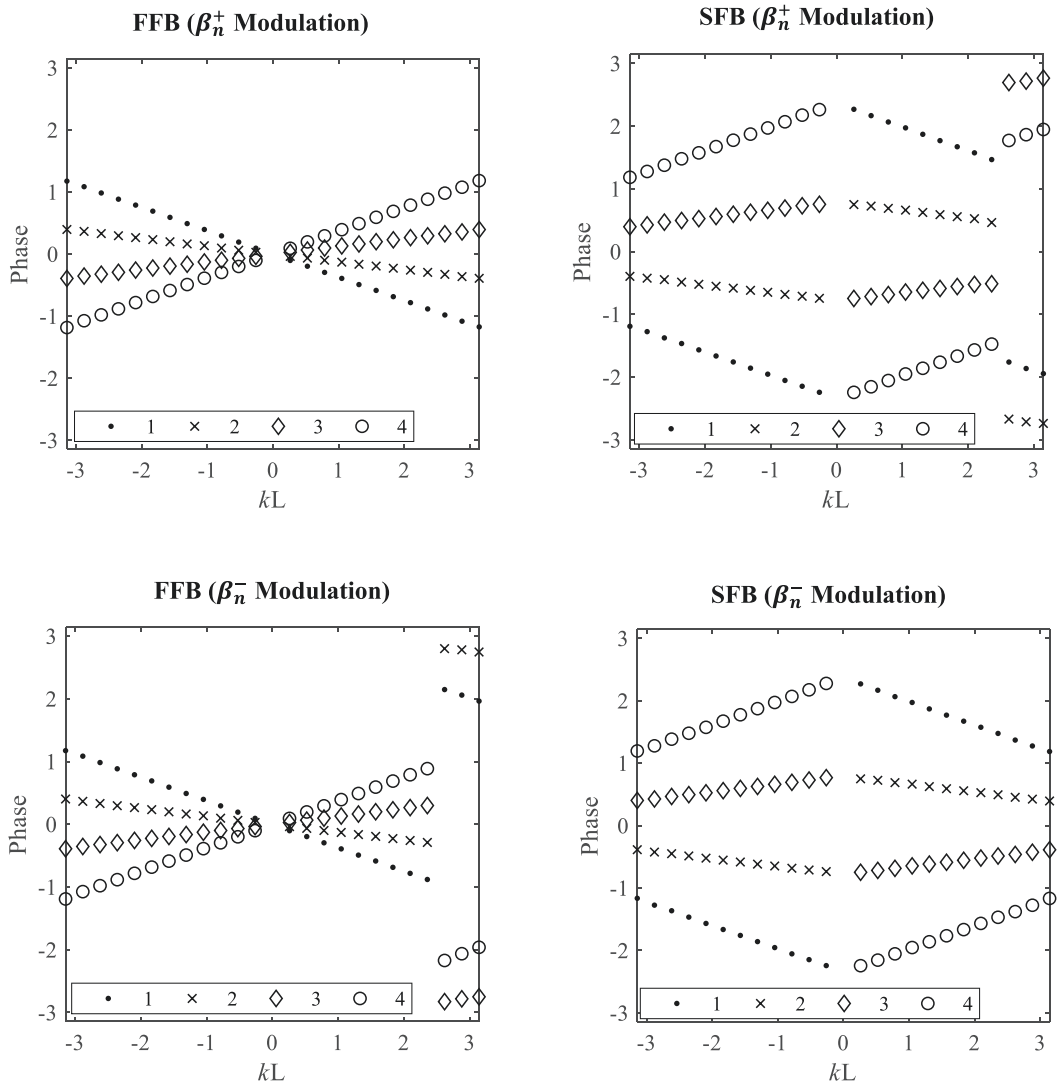 FFB (β_n^+ Modulation)
3
2
1
0
-1
-2
-3
Phase
1 2 3 4
-3 -2 -1 0 1 2 3
kL
SFB (β_n^+ Modulation)
3
2
1
0
-1
-2
-3
Phase
1 2 3 4
-3 -2 -1 0 1 2 3
kL
FFB (β_n^- Modulation)
3
2
1
0
-1
-2
-3
Phase
1 2 3 4
-3 -2 -1 0 1 2 3
kL
SFB (β_n^- Modulation)
3
2
1
0
-1
-2
-3
Phase
1 2 3 4
-3 -2 -1 0 1 2 3
kL